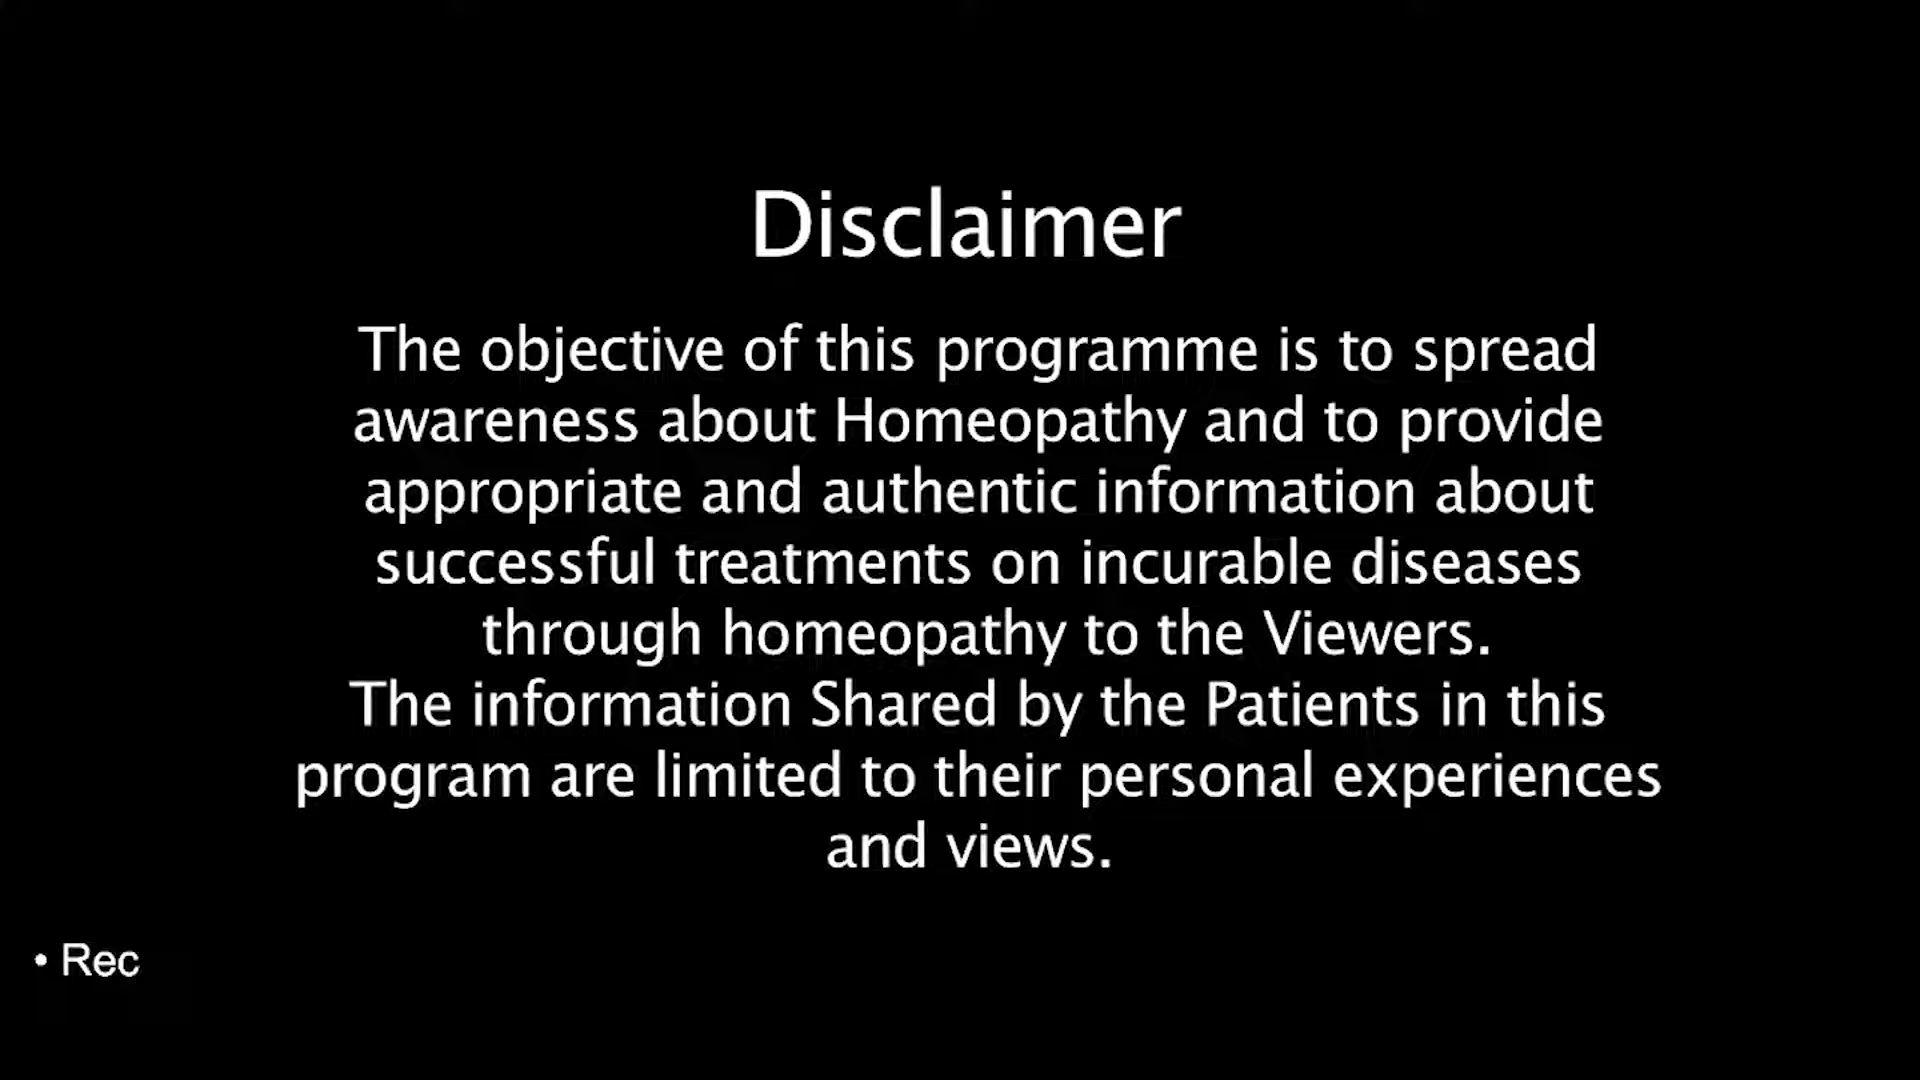 Disclaimer
The objective of this programme is to spread
awareness about Homeopathy and to provide
appropriate and authentic information about
successful treatments on incurable diseases
through homeopathy to the Viewers.
The information Shared by the Patients in this
program are limited to their personal experiences
and views.
• Rec